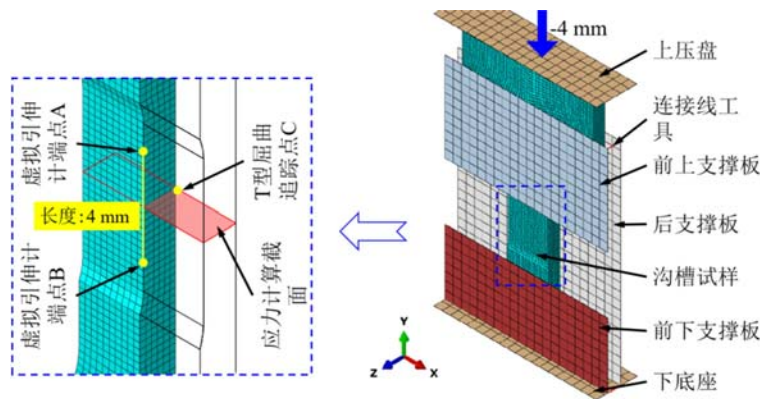 虚拟引伸
计端点A
虚拟引伸计
端点B
长度:4 mm
T型屈曲
追踪点C
应力计算截
面
-4 mm
上压盘
连接线工
具
前上支撑板
后支撑板
沟槽试样
前下支撑板
下底座
Y
Z
X